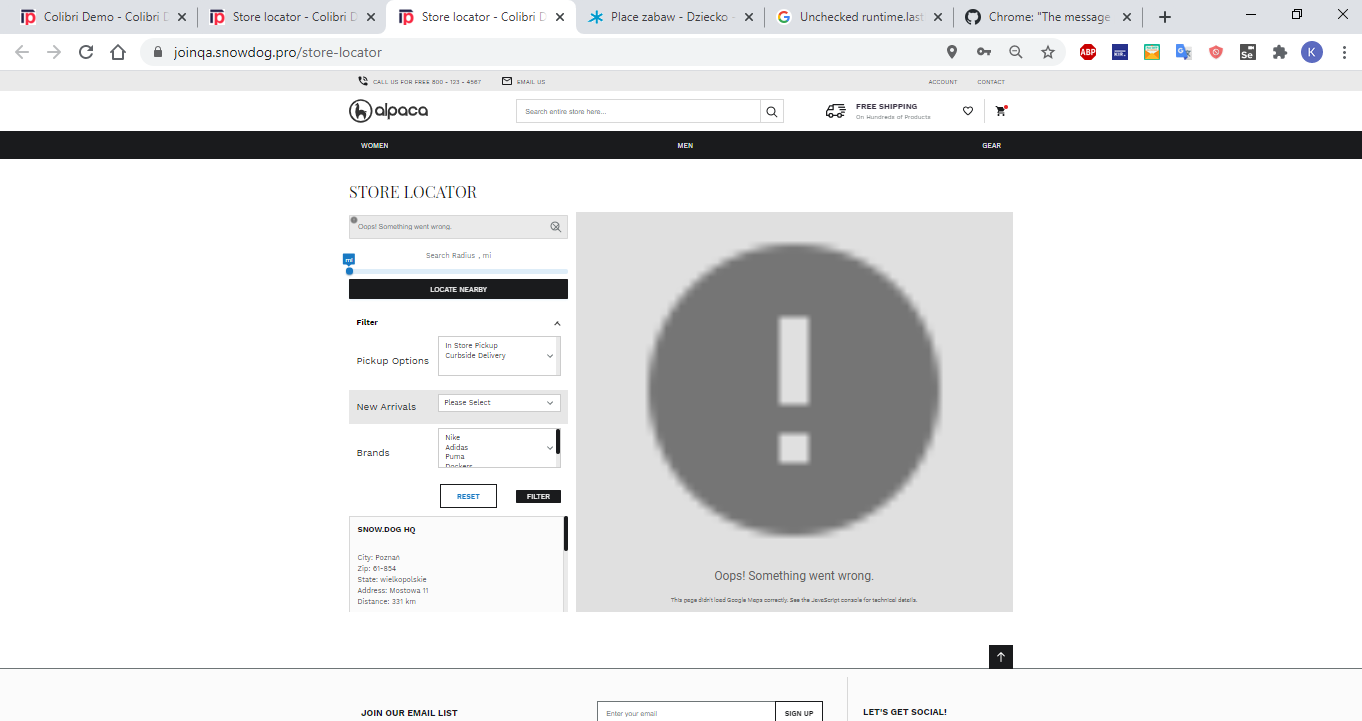 Colibri Demo - Colibri D
Store locator - Colibri D
Store locator - Colibri D
Place zabaw - Dziecko -
Unchecked runtime.last
Chrome: "The message
joinqa.snowdog.pro/store-locator
ABP
Se
K
CALL US FOR FREE 800 - 123 - 4567
EMAIL US
ACCOUNT
CONTACT
alpaca
Search entire store here...
FREE SHIPPING
On Hundreds of Products
WOMEN
MEN
GEAR
STORE LOCATOR
Oops! Something went wrong.
Search Radius , mi
mi
LOCATE NEARBY
Filter
Pickup Options
In Store Pickup
Curbside Delivery
New Arrivals
Please Select
Brands
Nike
Adidas
Puma
Dockers
RESET
FILTER
SNOW.DOG HQ
City: Poznań
Zip: 61-854
State: wielkopolskie
Address: Mostowa 11
Distance: 331 km
Oops! Something went wrong.
This page didn't load Google Maps correctly. See the JavaScript console for technical details.
JOIN OUR EMAIL LIST
Enter your email
SIGN UP
LET'S GET SOCIAL!